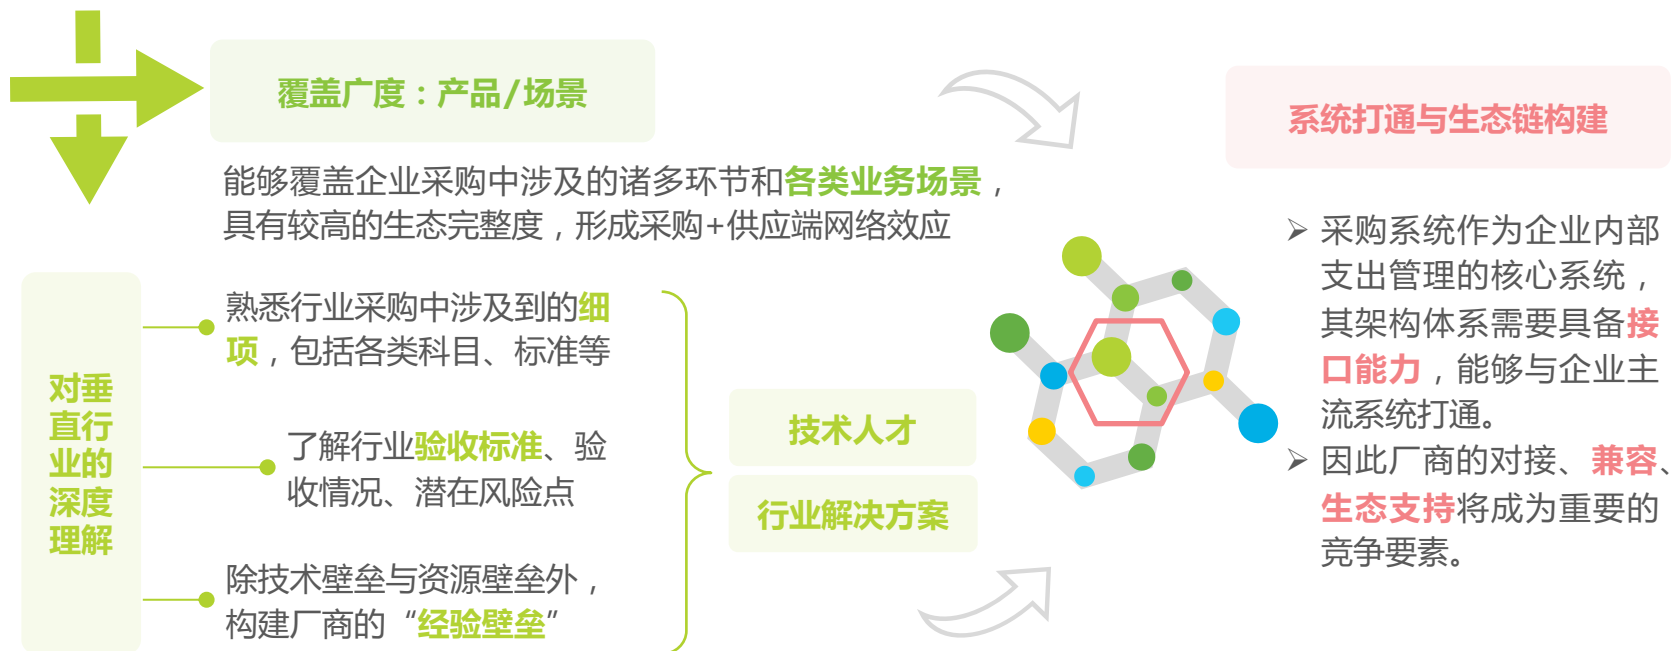 覆盖广度：产品/场景
能够覆盖企业采购中涉及的诸多环节和各类业务场景，
具有较高的生态完整度，形成采购+供应端网络效应
对垂
直行
业的
深度
理解
熟悉行业采购中涉及到的细
项，包括各类科目、标准等
了解行业验收标准、验
收情况、潜在风险点
除技术壁垒与资源壁垒外，
构建厂商的“经验壁垒”
技术人才
行业解决方案
系统打通与生态链构建
➢ 采购系统作为企业内部
支出管理的核心系统，
其架构体系需要具备接
口能力，能够与企业主
流系统打通。
➢ 因此厂商的对接、兼容、
生态支持将成为重要的
竞争要素。